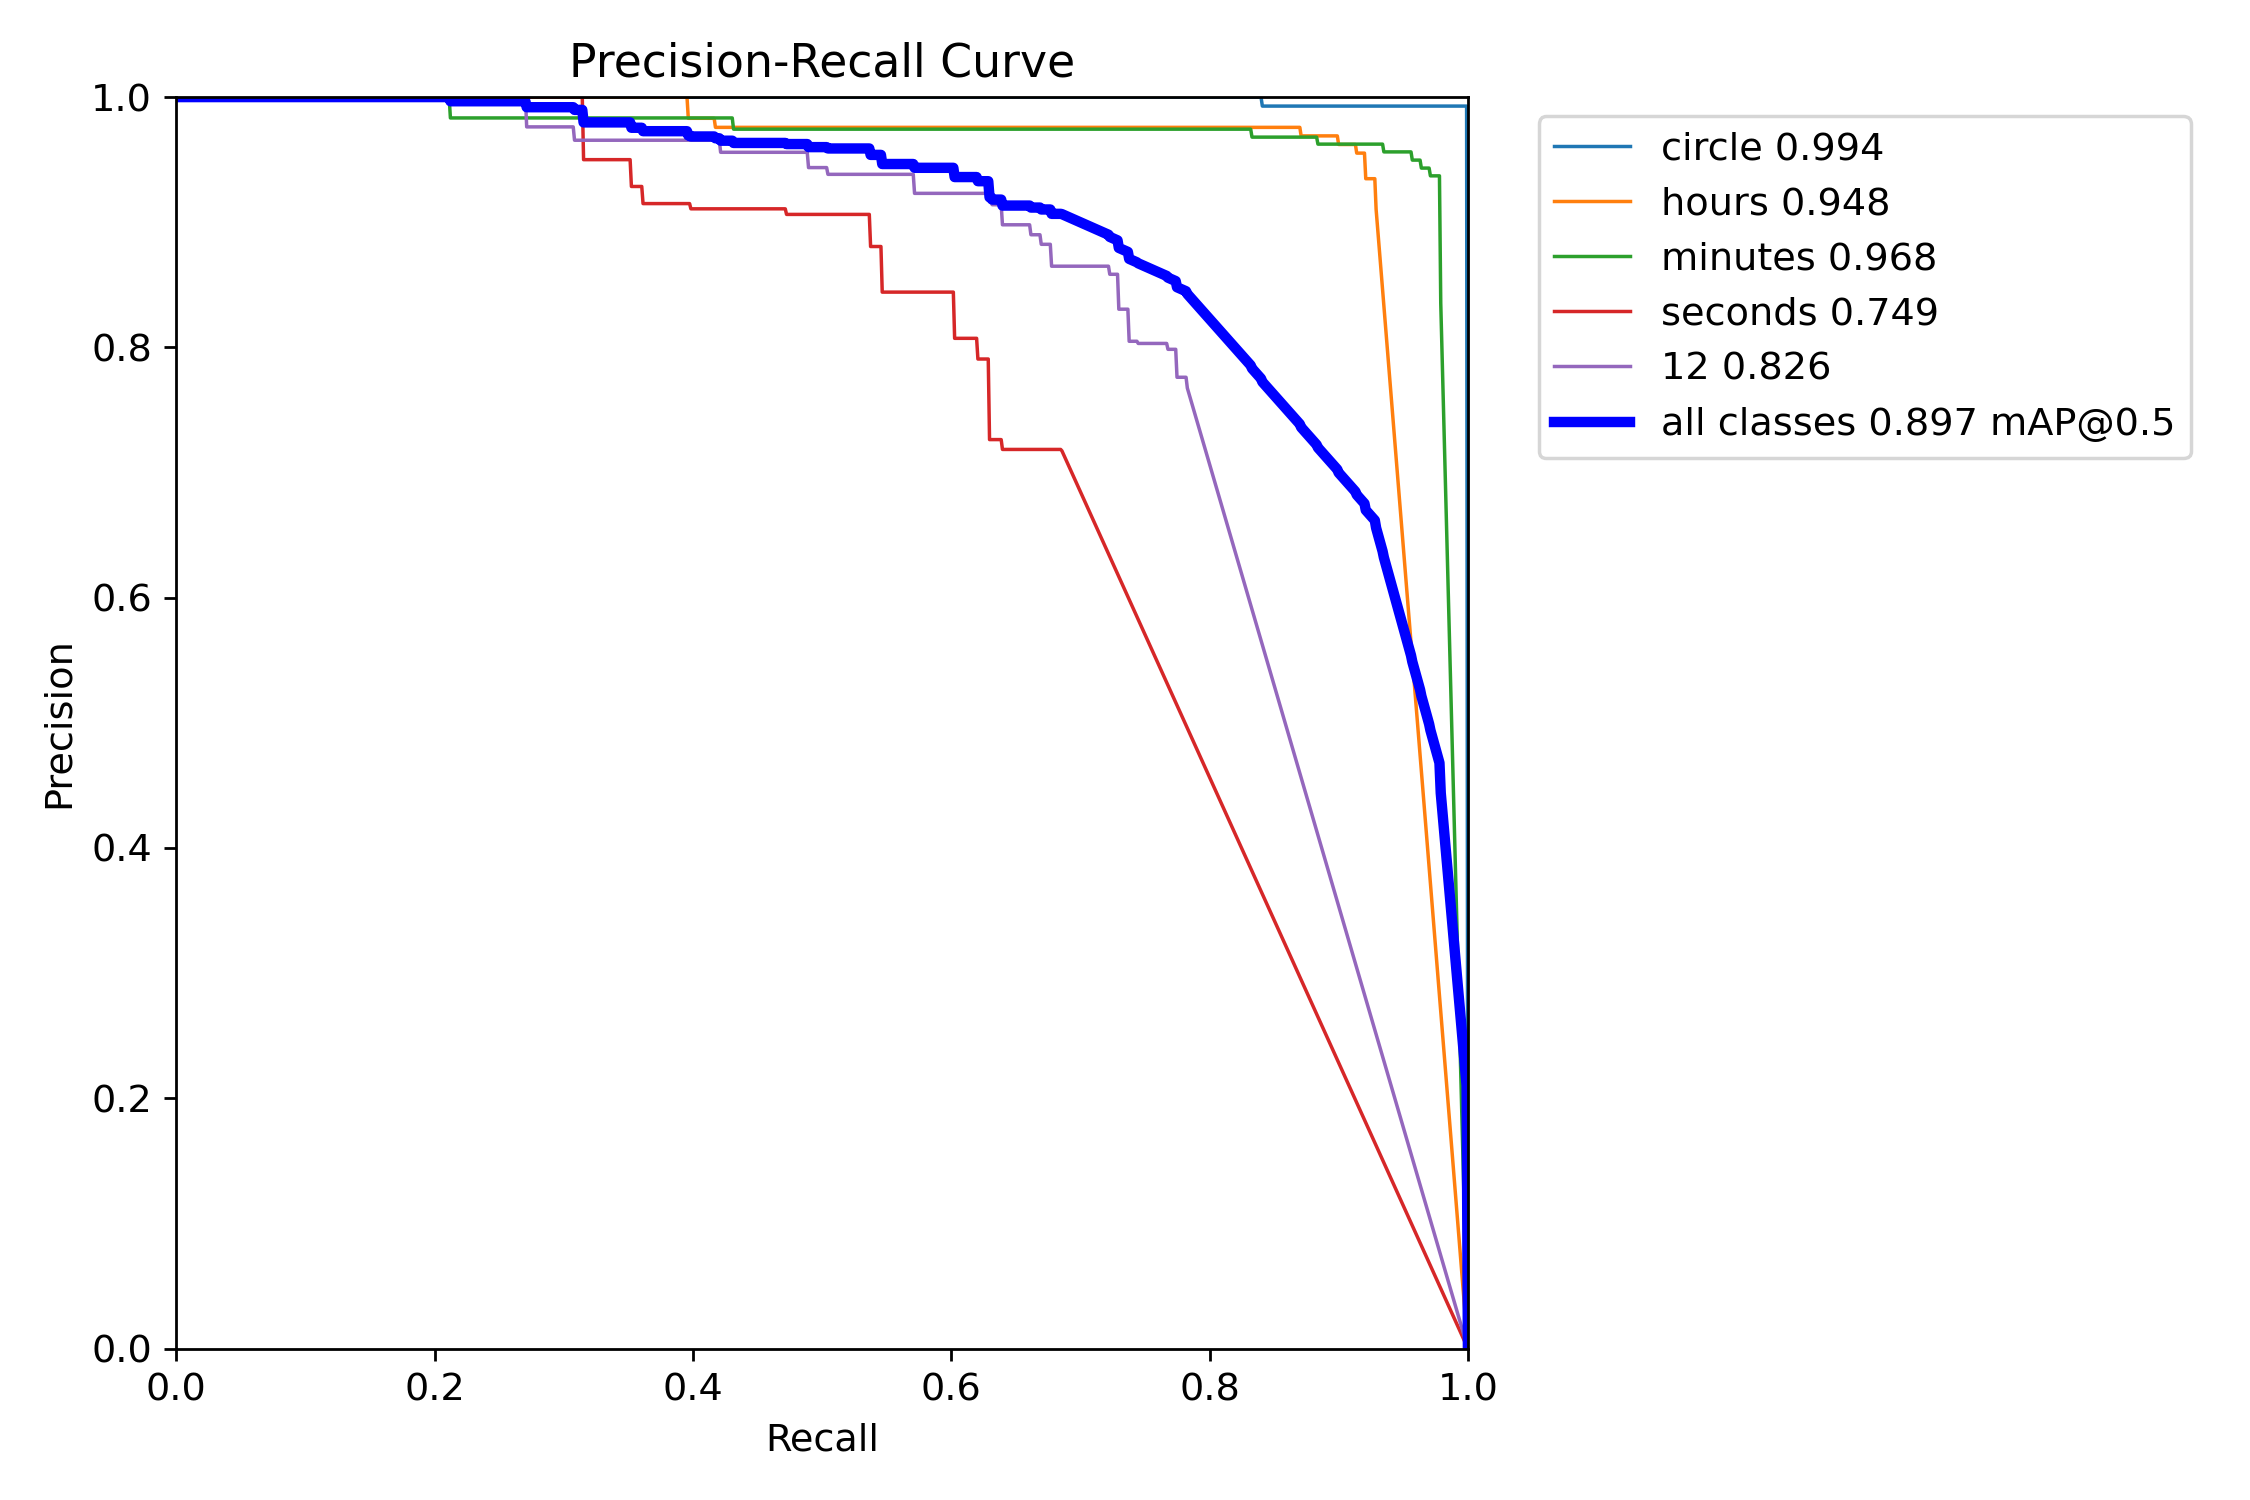 Precision-Recall Curve
1.0
0.8
0.6
0.4
0.2
0.0
Precision
0.0 0.2 0.4 0.6 0.8 1.0
Recall
circle 0.994
hours 0.948
minutes 0.968
seconds 0.749
12 0.826
all classes 0.897 mAP@0.5